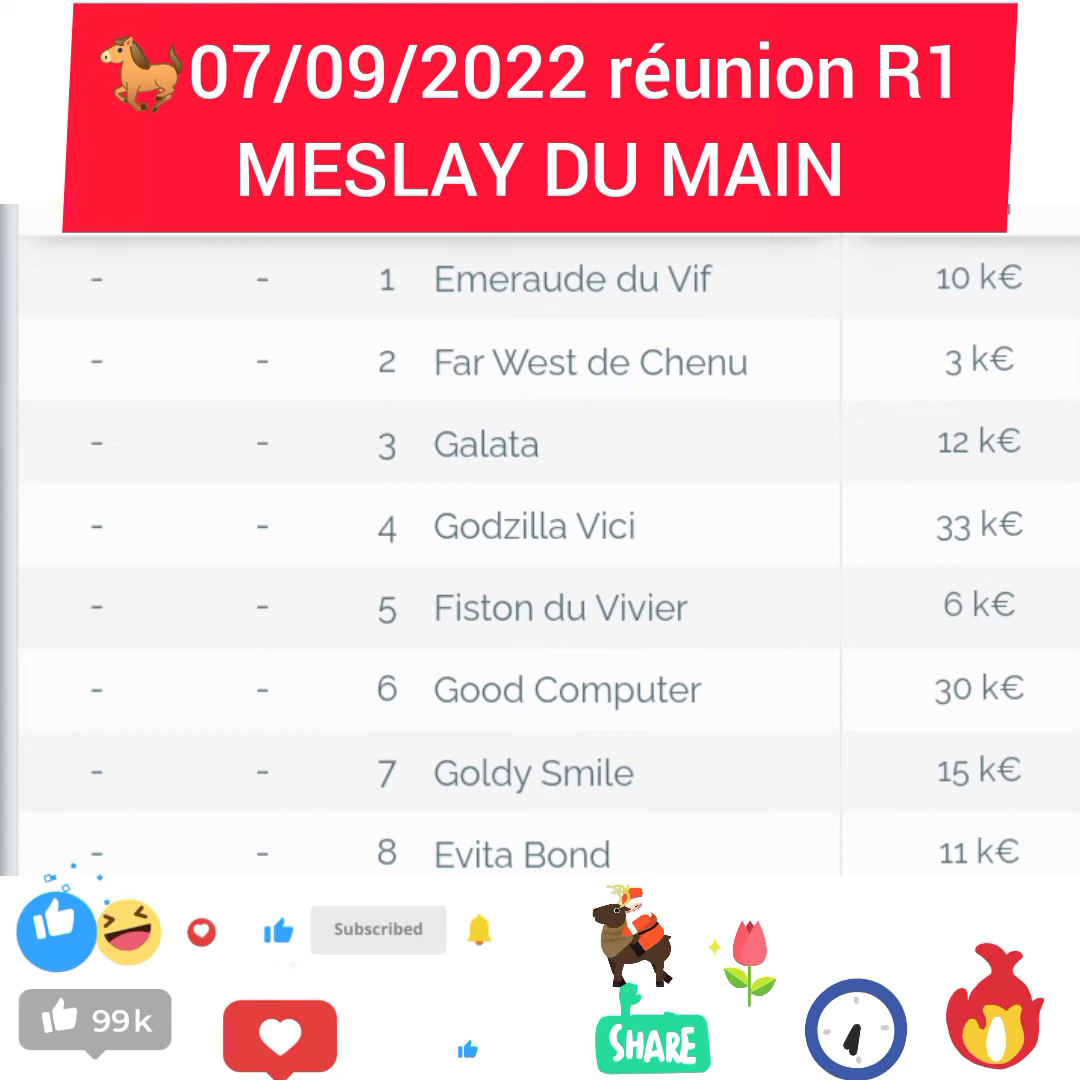 07/09/2022 réunion R1
MESLAY DU MAIN
- - 1 Emeraude du Vif 10 k€
- - 2 Far West de Chenu 3 k€
- - 3 Galata 12 k€
- - 4 Godzilla Vici 33 k€
- - 5 Fiston du Vivier 6 k€
- - 6 Good Computer 30 k€
- - 7 Goldy Smile 15 k€
- - 8 Evita Bond 11 k€
Subscribed
99k
SHARE